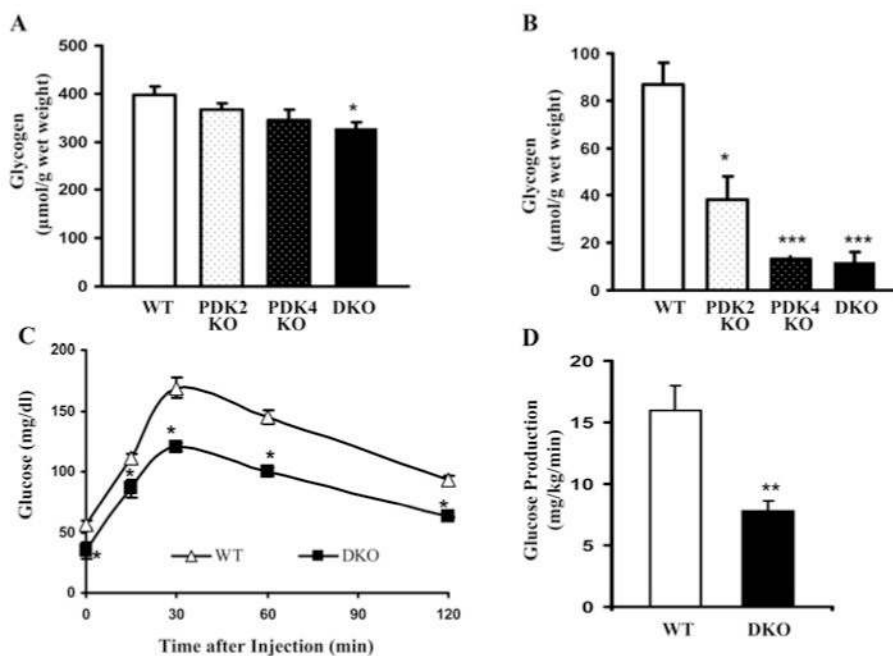 A
500
400
300
200
100
0
Glycogen
(μmol/g wet weight)
*
WT
PDK2
KO
PDK4
KO
DKO
B
100
80
60
40
20
10
0
Glycogen
(μmol/g wet weight)
*
***
***
WT
PDK2
KO
PDK4
KO
DKO
C
200
150
100
50
0
Glucose (mg/dl)
*
*
*
*
*
WT
DKO
0
30
60
90
120
Time after Injection (min)
D
20
15
10
5
0
Glucose Production
(mg/kg/min)
**
WT
DKO